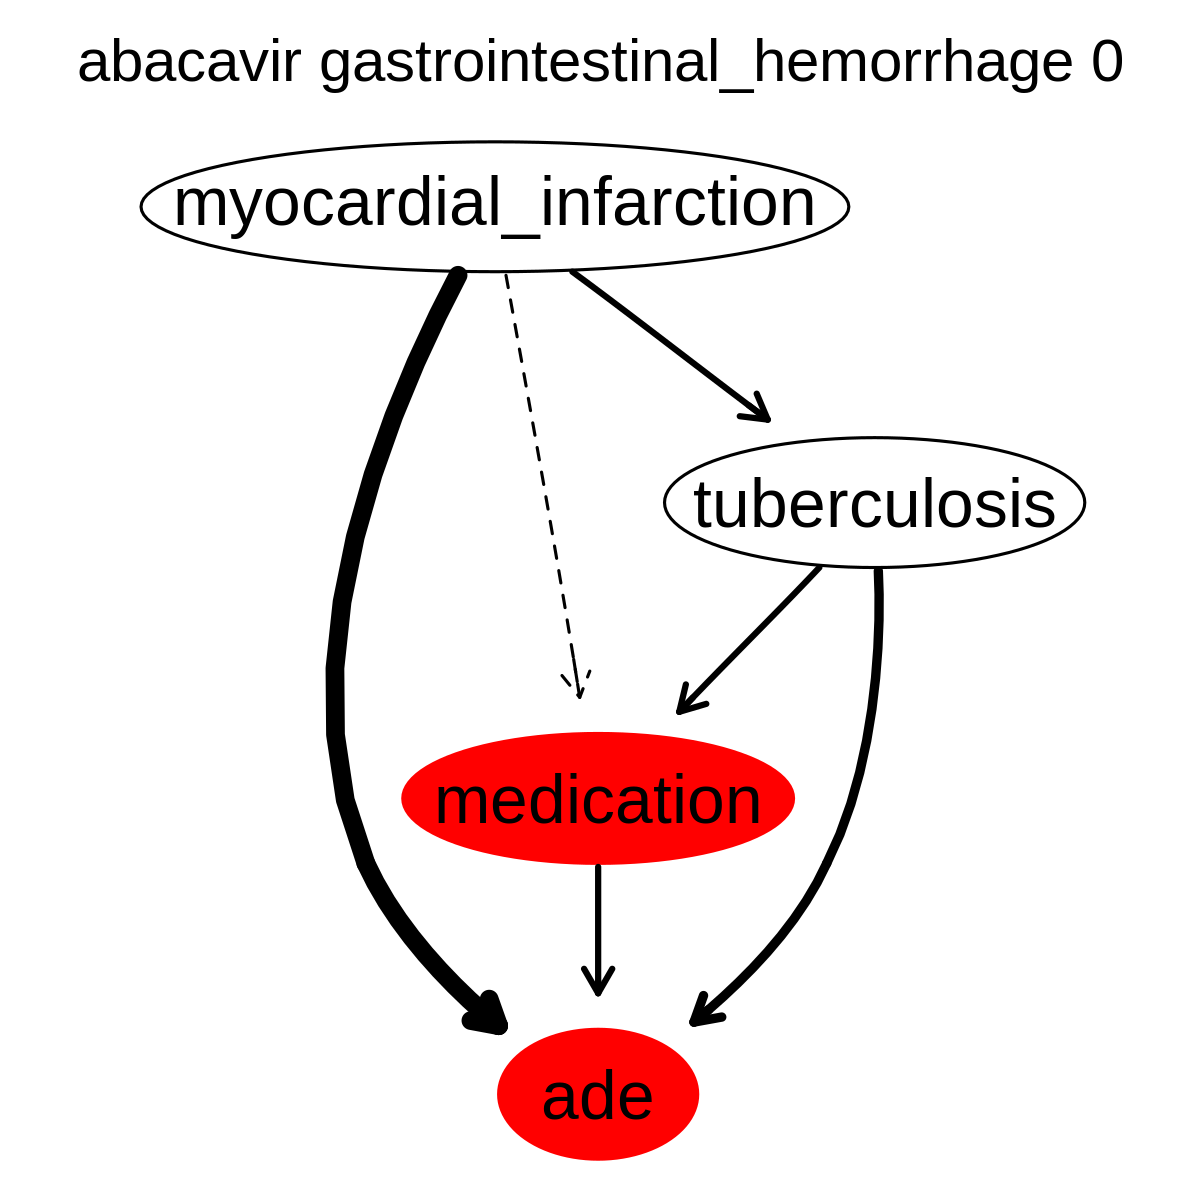 abacavir gastrointestinal_hemorrhage 0
myocardial_infarction
tuberculosis
medication
ade